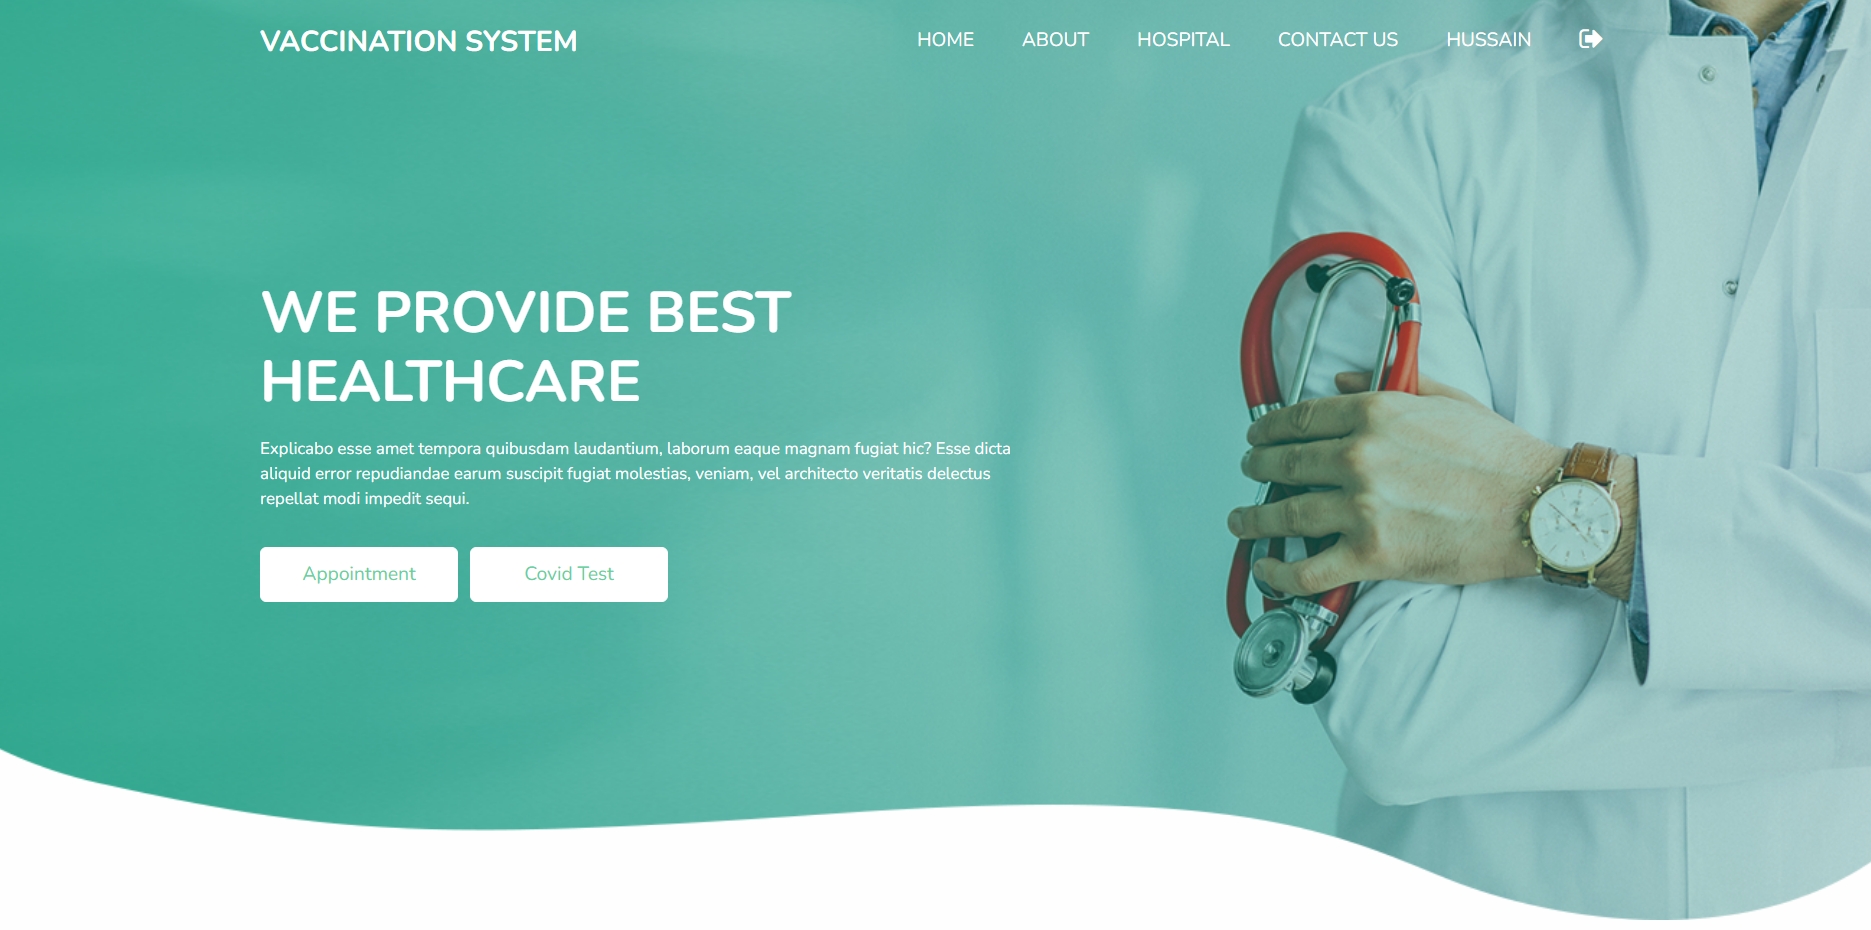 VACCINATION SYSTEM
HOME ABOUT HOSPITAL CONTACT US HUSSAIN
WE PROVIDE BEST
HEALTHCARE
Explicabo esse amet tempora quibusdam laudantium, laborum eaque magnam fugiat hic? Esse dicta
aliquid error repudiandae earum suscipit fugiat molestias, veniam, vel architecto veritatis delectus
repellat modi impedit sequi.
Appointment Covid Test